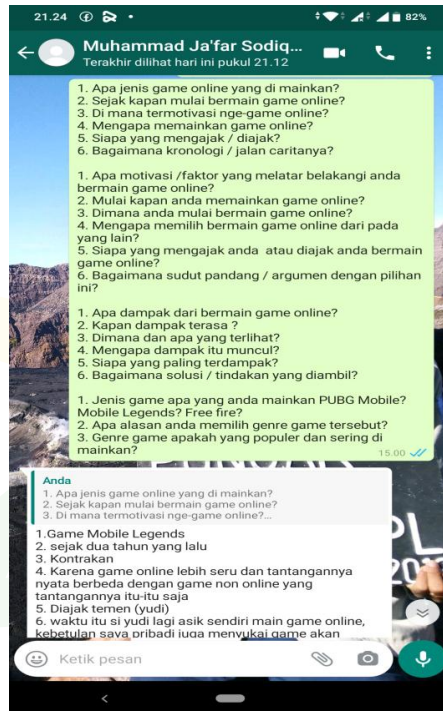 21.24
82%
Muhammad Ja'far Sodiq...
Terakhir dilihat hari ini pukul 21.12
1. Apa jenis game online yang di mainkan?
2. Sejak kapan mulai bermain game online?
3. Di mana termotivasi nge-game online?
4. Mengapa memainkan game online?
5. Siapa yang mengajak / diajak?
6. Bagaimana kronologi / jalan caritanya?
1. Apa motivasi /faktor yang melatar belakangi anda
bermain game online?
2. Mulai kapan anda memainkan game online?
3. Dimana anda mulai bermain game online?
4. Mengapa memilih bermain game online dari pada
yang lain?
5. Siapa yang mengajak anda atau diajak anda bermain
game online?
6. Bagaimana sudut pandang / argumen dengan pilihan
ini?
1. Apa dampak dari bermain game online?
2. Kapan dampak terasa ?
3. Dimana dan apa yang terlihat?
4. Mengapa dampak itu muncul?
5. Siapa yang paling terdampak?
6. Bagaimana solusi / tindakan yang diambil?
1. Jenis game apa yang anda mainkan PUBG Mobile?
Mobile Legends? Free fire?
2. Apa alasan anda memilih genre game tersebut?
3. Genre game apakah yang populer dan sering di
mainkan?
15.00
Anda
1. Apa jenis game online yang di mainkan?
2. Sejak kapan mulai bermain game online?
3. Di mana termotivasi nge-game online?...
1.Game Mobile Legends
2. sejak dua tahun yang lalu
3. Kontrakan
4. Karena game online lebih seru dan tantangannya
nyata berbeda dengan game non online yang
tantangannya itu-itu saja
5. Diajak temen (yudi)
6. waktu itu si yudi lagi asik sendiri main game online,
kebetulan saya pribadi juga menyukai game akan
Ketik pesan